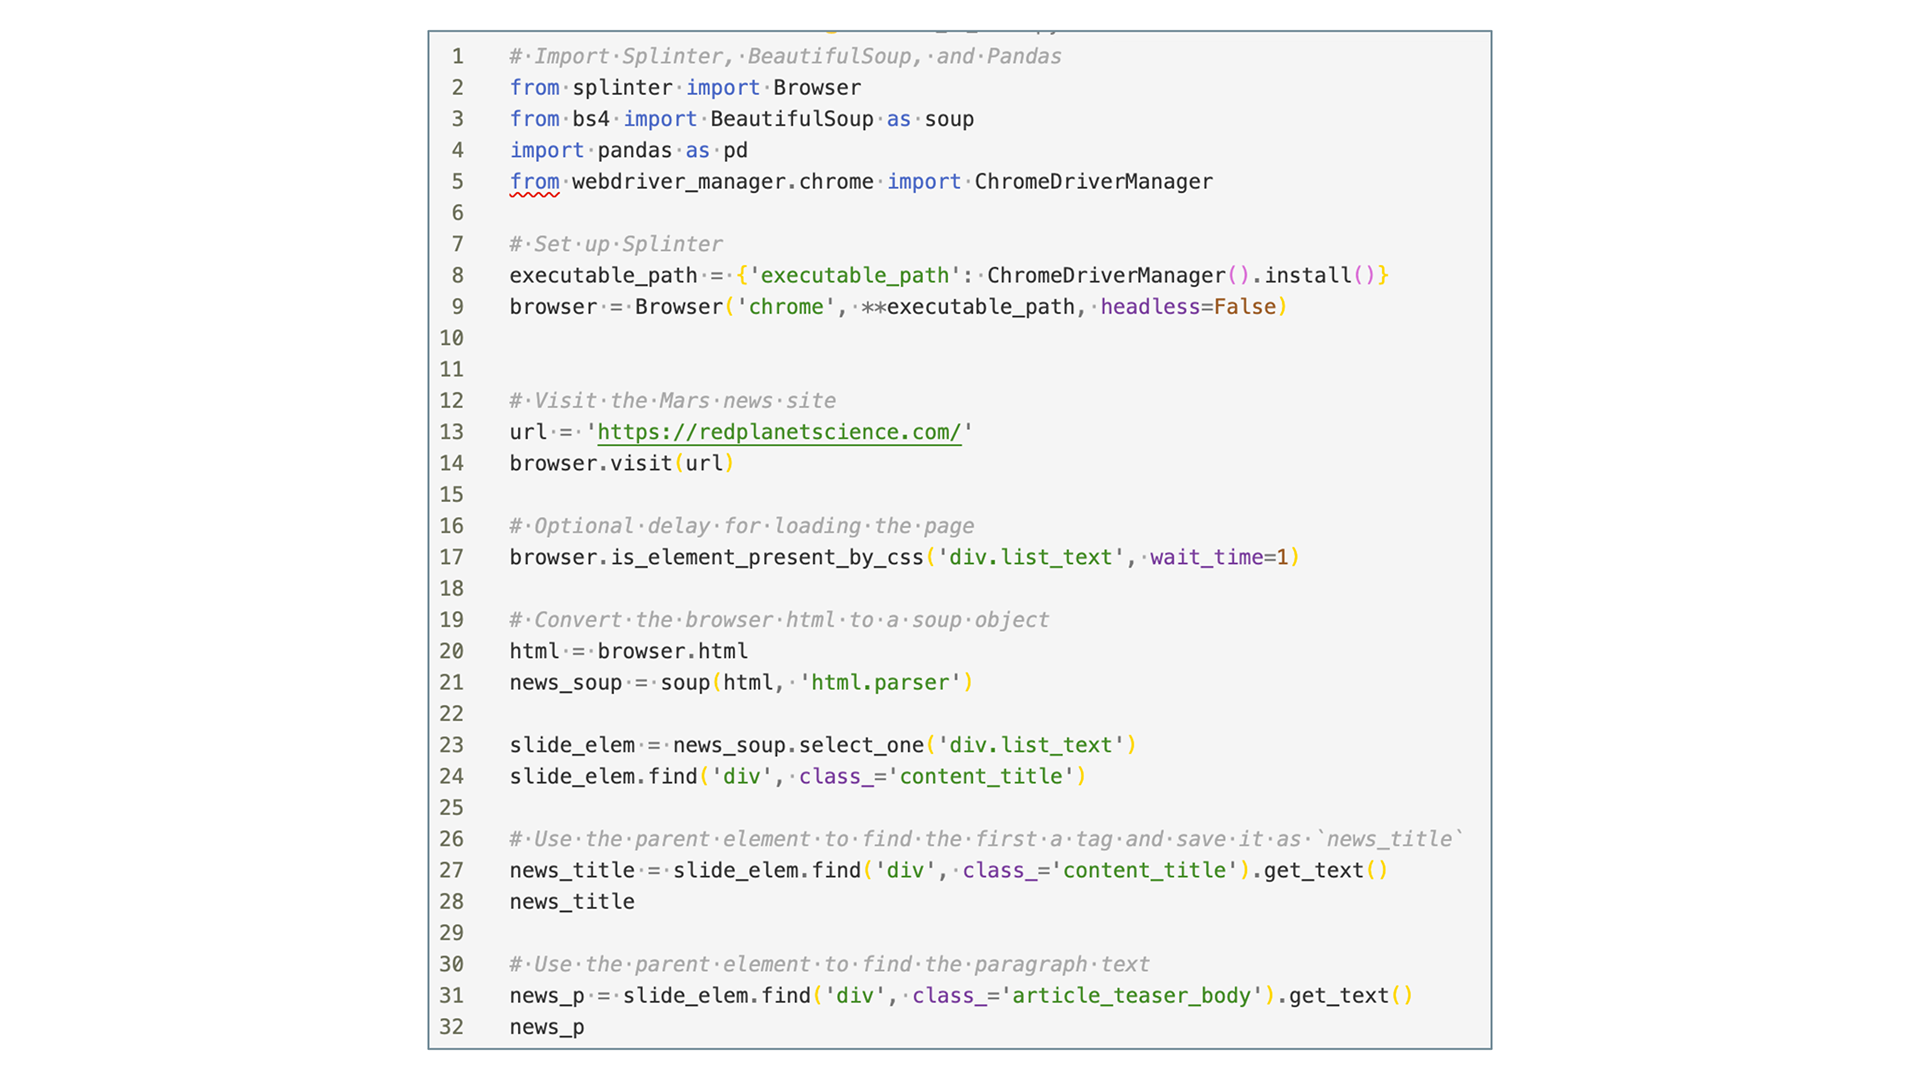 1 # Import Splinter, BeautifulSoup, and Pandas
2 from splinter import Browser
3 from bs4 import BeautifulSoup as soup
4 import pandas as pd
5 from webdriver_manager.chrome import ChromeDriverManager
6
7 # Set up Splinter
8 executable_path = {'executable_path': ChromeDriverManager().install()}
9 browser = Browser('chrome', **executable_path, headless=False)
10
11
12 # Visit the Mars news site
13 url = 'https://redplanetscience.com/'
14 browser.visit(url)
15
16 # Optional delay for loading the page
17 browser.is_element_present_by_css('div.list_text', wait_time=1)
18
19 # Convert the browser html to a soup object
20 html = browser.html
21 news_soup = soup(html, 'html.parser')
22
23 slide_elem = news_soup.select_one('div.list_text')
24 slide_elem.find('div', class_='content_title')
25
26 # Use the parent element to find the first a tag and save it as `news_title`
27 news_title = slide_elem.find('div', class_='content_title').get_text()
28 news_title
29
30 # Use the parent element to find the paragraph text
31 news_p = slide_elem.find('div', class_='article_teaser_body').get_text()
32 news_p